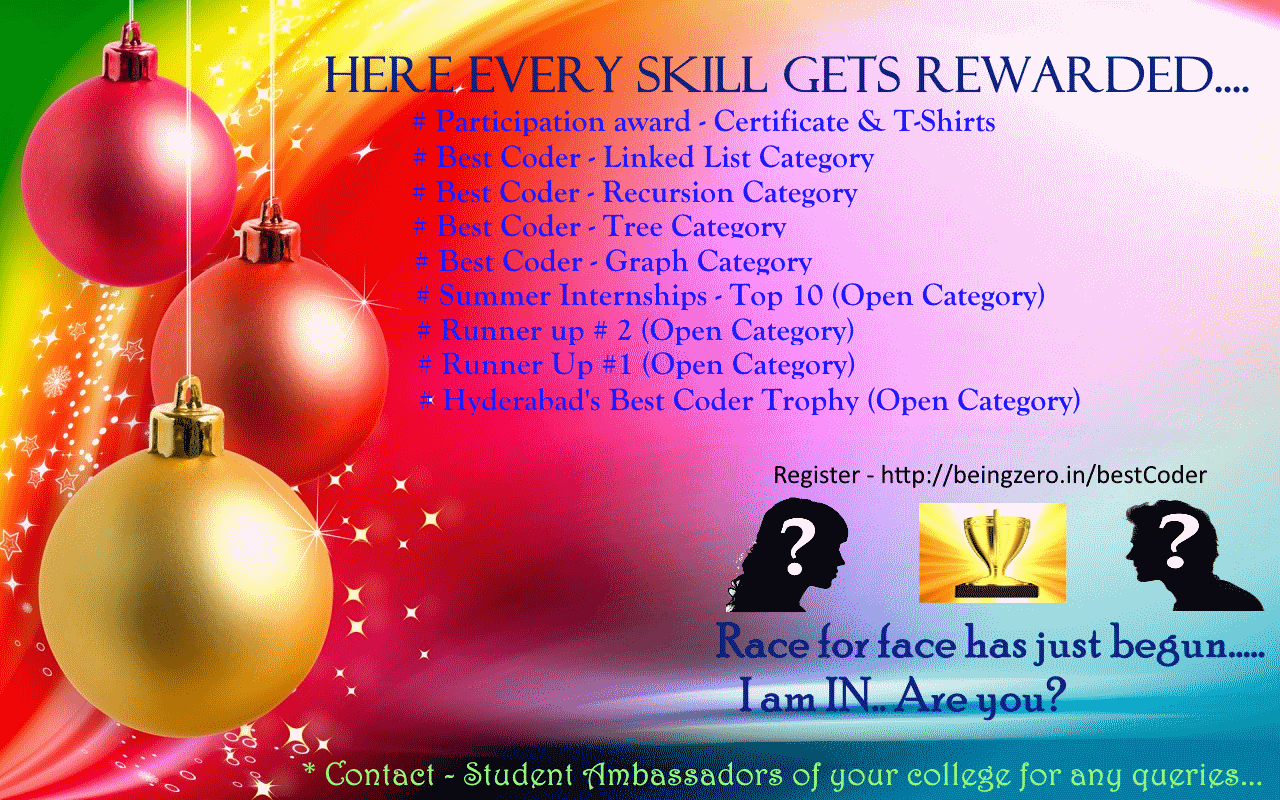 HERE EVERY SKILL GETS REWARDED....
# Participation award - Certificate & T-Shirts
# Best Coder - Linked List Category
# Best Coder - Recursion Category
# Best Coder - Tree Category
# Best Coder - Graph Category
# Summer Internships - Top 10 (Open Category)
# Runner up # 2 (Open Category)
# Runner Up #1 (Open Category)
# Hyderabad's Best Coder Trophy (Open Category)
Register - http://beingzero.in/bestCoder
? ?
Race for face has just begun.....
I am IN.. Are you?
* Contact - Student Ambassadors of your college for any queries...